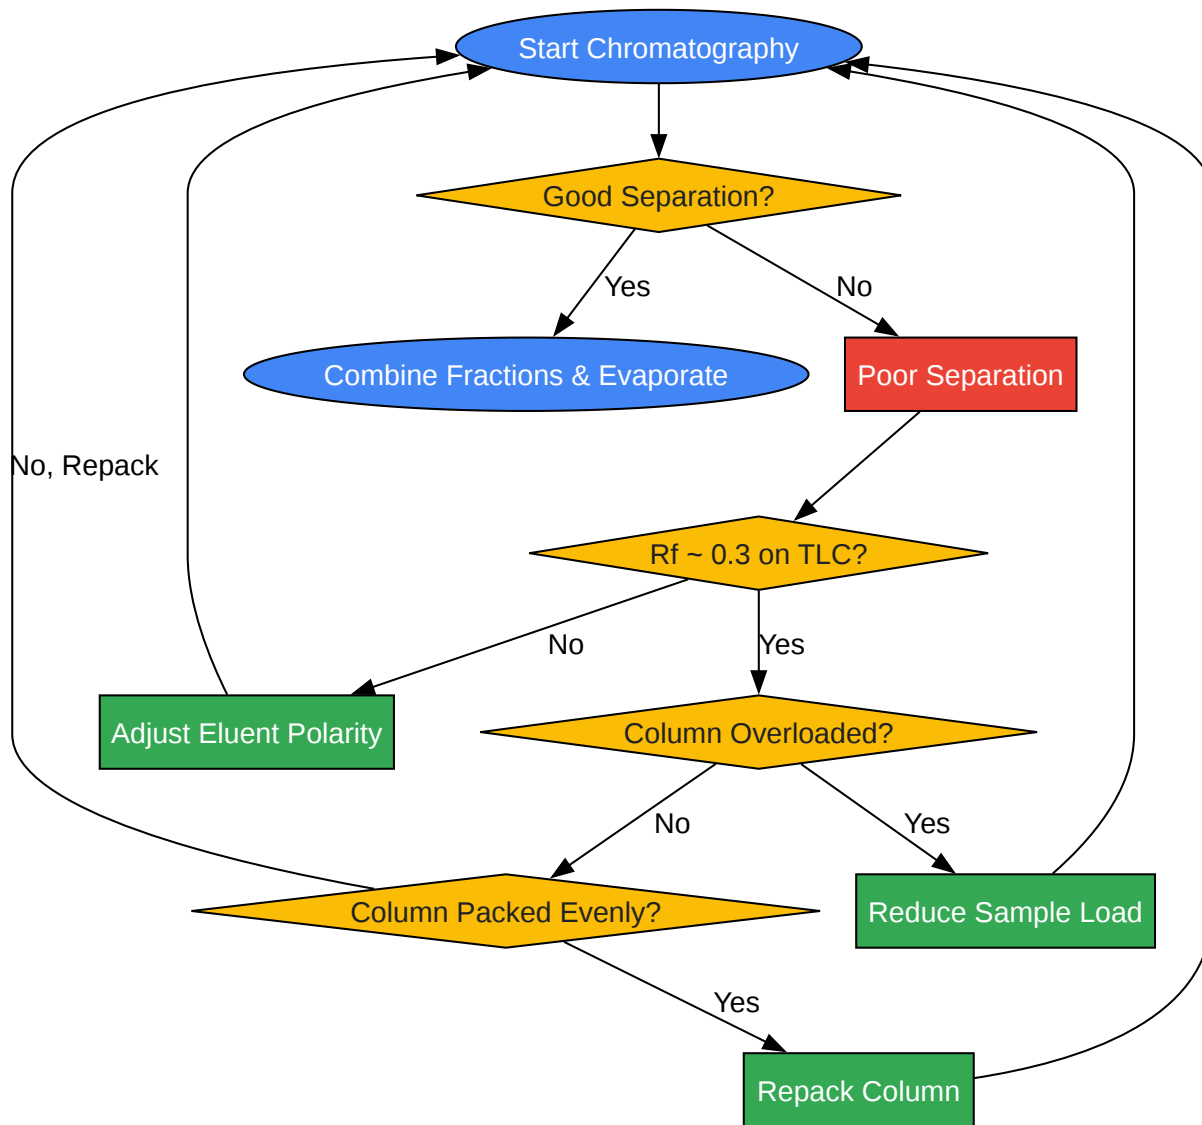 Start Chromatography
Good Separation?
Yes
No
Combine Fractions & Evaporate
Poor Separation
No, Repack
Rf ~ 0.3 on TLC?
No
Yes
Adjust Eluent Polarity
Column Overloaded?
No
Yes
Column Packed Evenly?
Reduce Sample Load
Yes
Repack Column